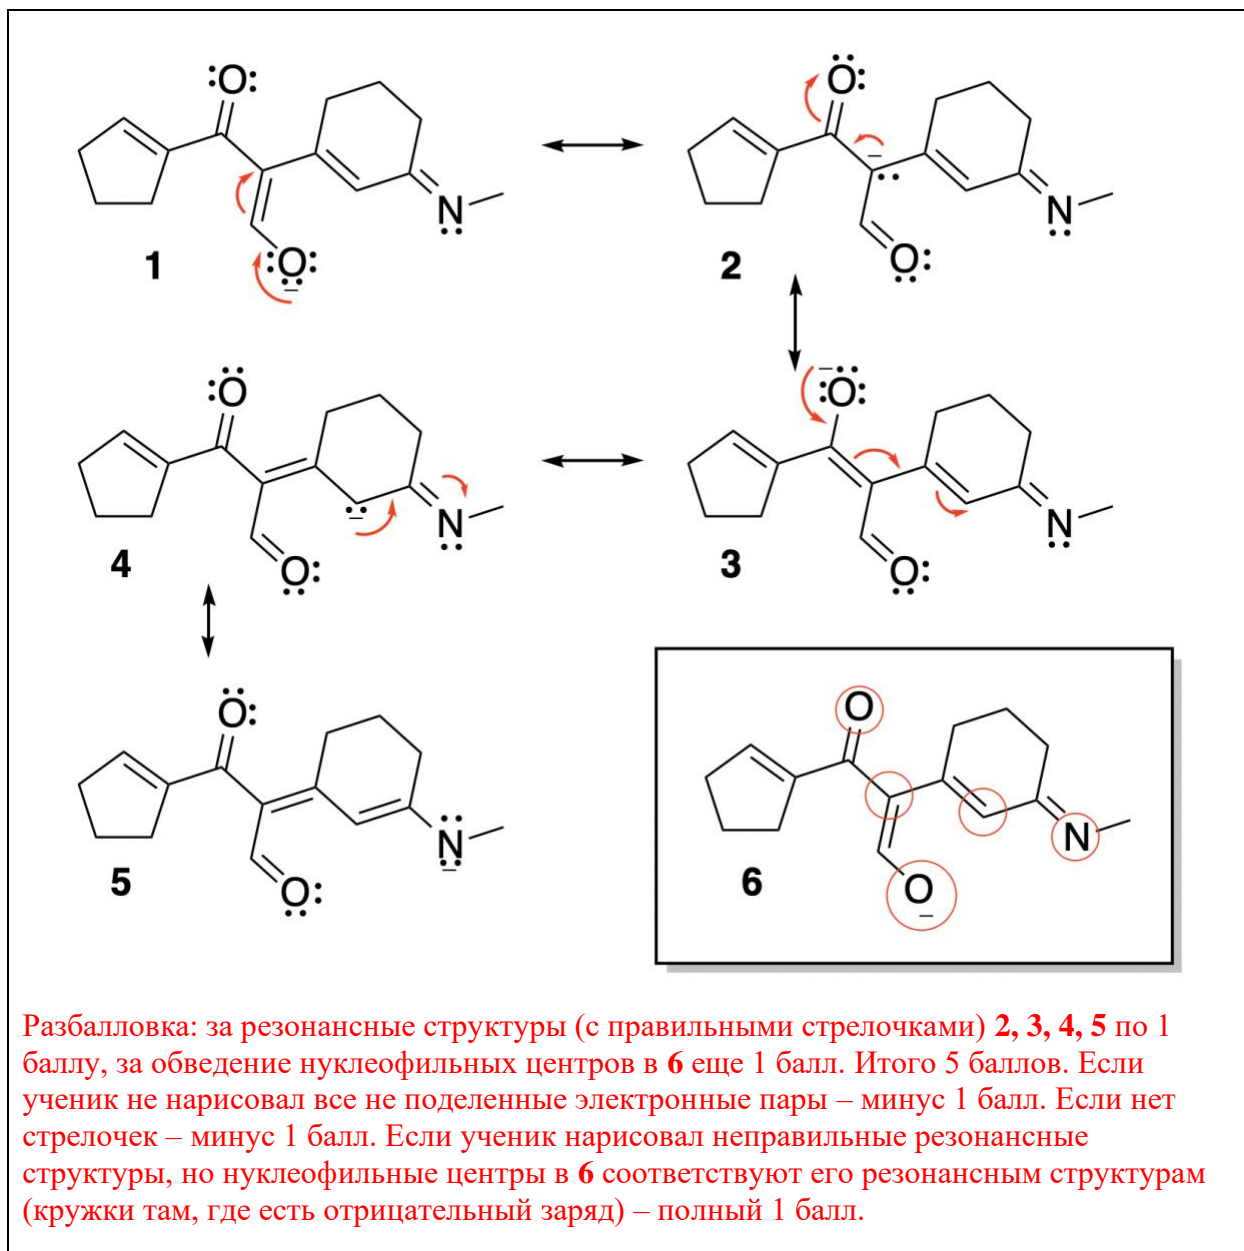 O
O
1
N
2
O
O
N
O
O
4
N
3
O
O
N
O
O
5
N
6
O
O
N
Разбалловка: за резонансные структуры (с правильными стрелочками) 2, 3, 4, 5 по 1
баллу, за обведение нуклеофильных центров в 6 еще 1 балл. Итого 5 баллов. Если
ученик не нарисовал все не поделенные электронные пары – минус 1 балл. Если нет
стрелочек – минус 1 балл. Если ученик нарисовал неправильные резонансные
структуры, но нуклеофильные центры в 6 соответствуют его резонансным структурам
(кружки там, где есть отрицательный заряд) – полный 1 балл.